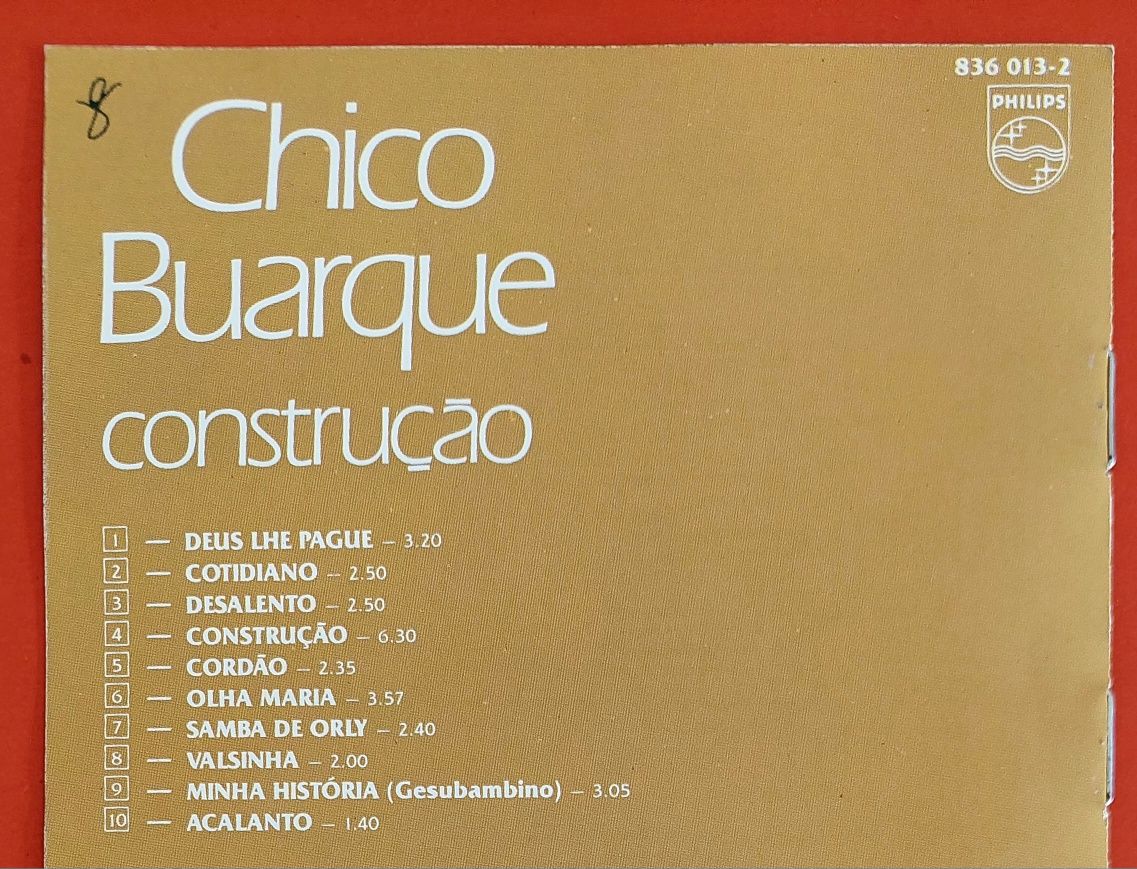 836 013-2
PHILIPS
8
Chico
Buarque
construção
1 — DEUS LHE PAGUE – 3.20
2 — COTIDIANO – 2.50
3 — DESALENTO – 2.50
4 — CONSTRUÇÃO – 6.30
5 — CORDÃO – 2.35
6 — OLHA MARIA – 3.57
7 — SAMBA DE ORLY – 2.40
8 — VALSINHA – 2.00
9 — MINHA HISTÓRIA (Gesubambino) – 3.05
10 — ACALANTO – 1.40